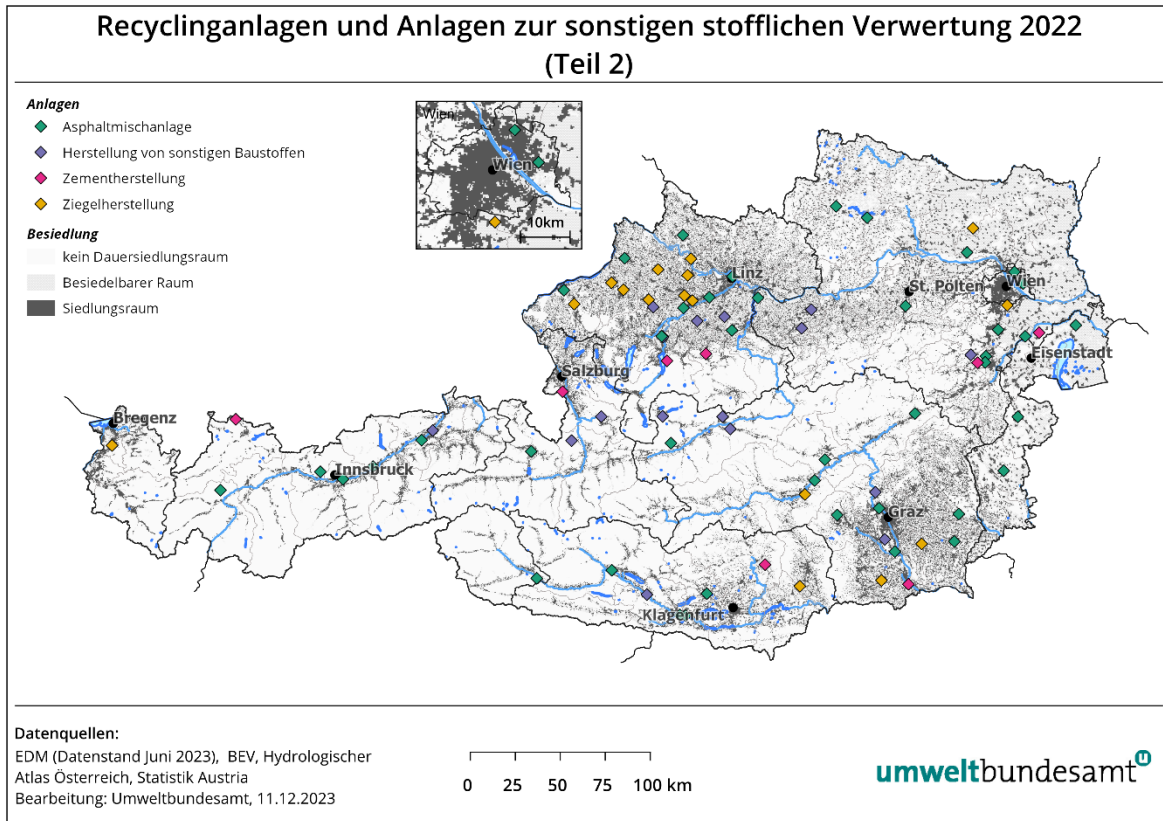 Recyclinganlagen und Anlagen zur sonstigen stofflichen Verwertung 2022
(Teil 2)
Anlagen
Asphaltmischanlage
Herstellung von sonstigen Baustoffen
Zementherstellung
Ziegelherstellung
Besiedlung
kein Dauersiedlungsraum
Besiedelbarer Raum
Siedlungsraum
Wien
Wien
10km
Linz
St. Pölten
Wien
Eisenstadt
Salzburg
Bregenz
Innsbruck
Graz
Klagenfurt
Datenquellen:
EDM (Datenstand Juni 2023), BEV, Hydrologischer
Atlas Österreich, Statistik Austria
Bearbeitung: Umweltbundesamt, 11.12.2023
0 25 50 75 100 km
umweltbundesamt
u